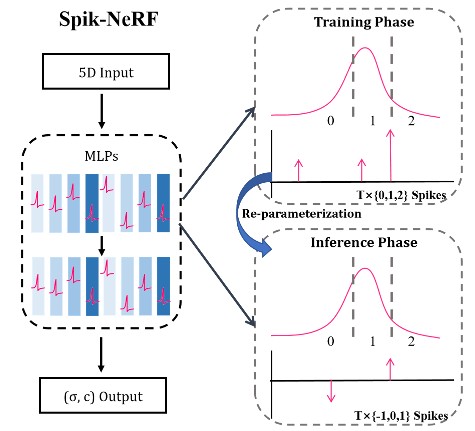 Spik-NeRF
5D Input
MLPs
(σ, c) Output
Training Phase
0 1 2
T×{0,1,2} Spikes
Re-parameterization
Inference Phase
0 1 2
T×{-1,0,1} Spikes